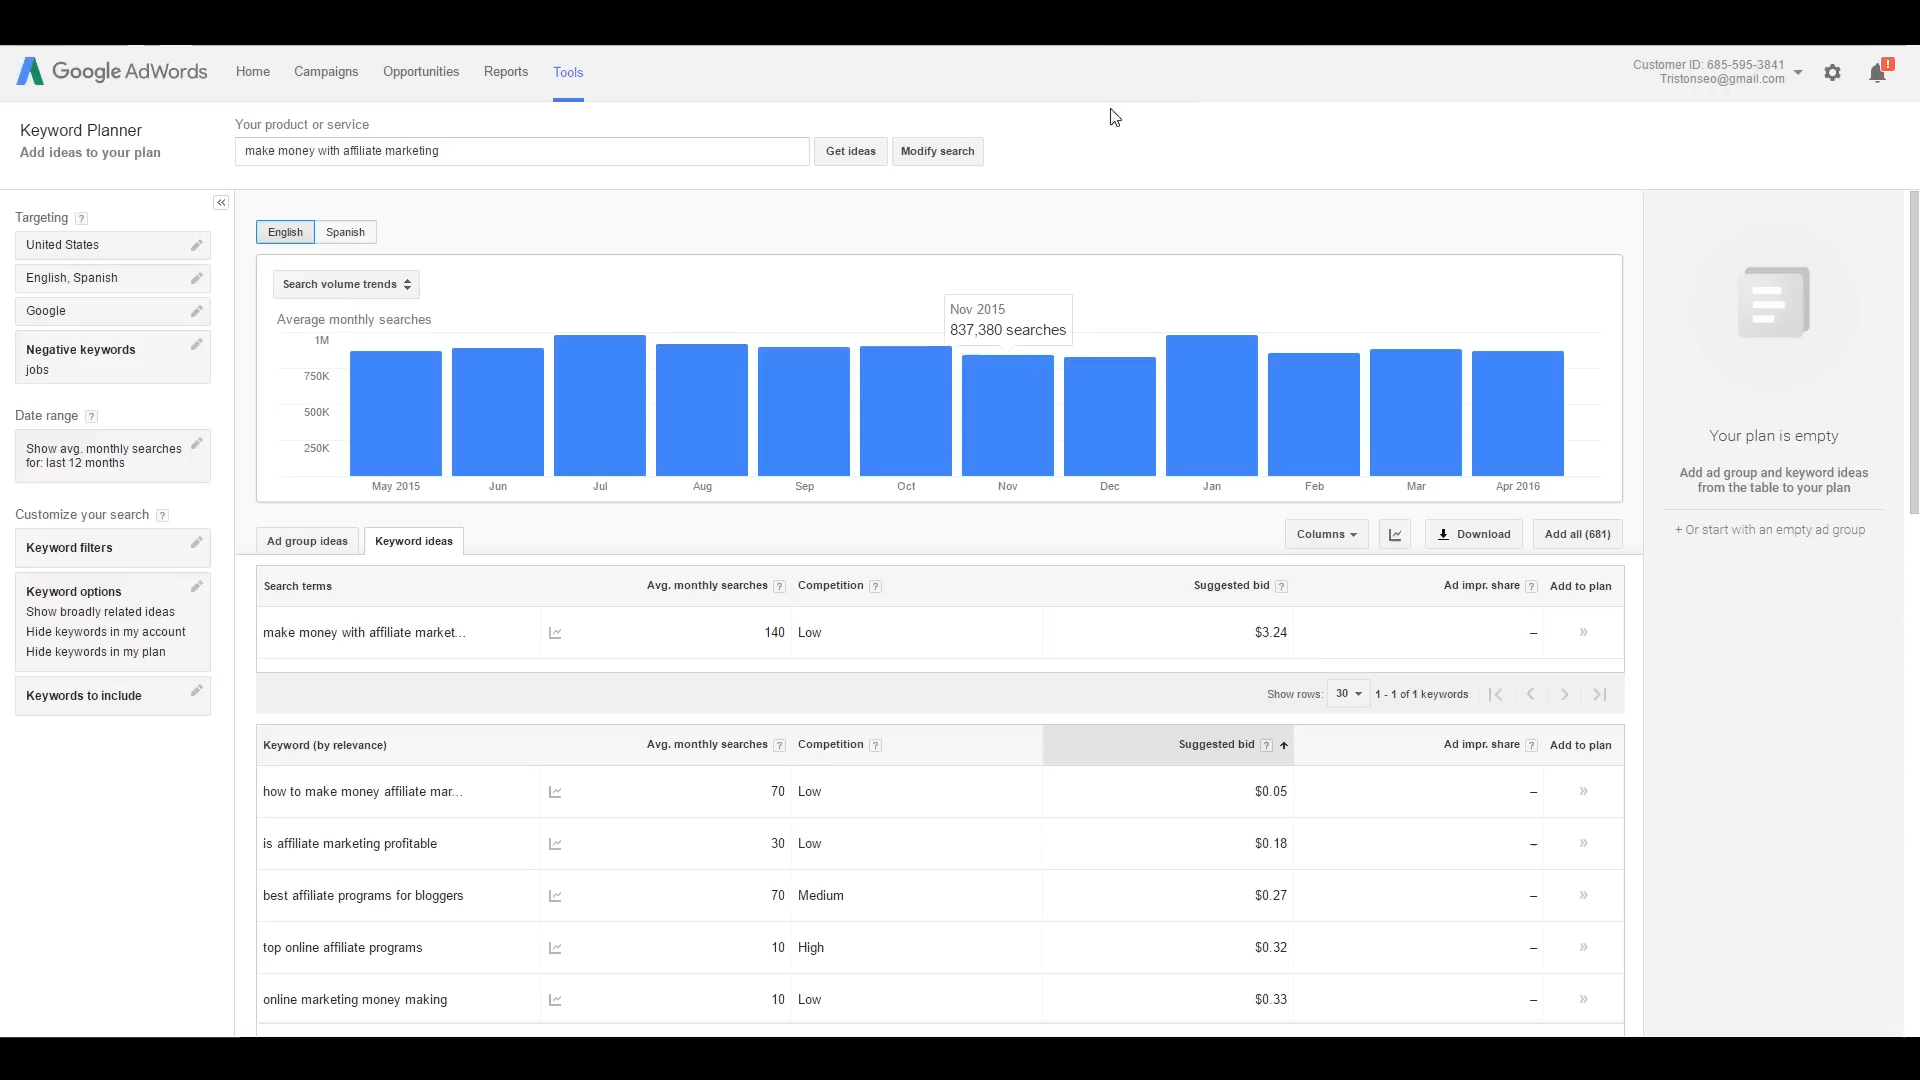 Google AdWords Home Campaigns Opportunities Reports Tools
Customer ID: 685-595-3841
Tristonseo@gmail.com
!
Keyword Planner
Add ideas to your plan
Your product or service
make money with affiliate marketing Get ideas Modify search
Targeting ?
United States
English, Spanish
Google
Negative keywords
jobs
Date range ?
Show avg. monthly searches
for: last 12 months
Customize your search ?
Keyword filters
Keyword options
Show broadly related ideas
Hide keywords in my account
Hide keywords in my plan
Keywords to include
English Spanish
Search volume trends
Nov 2015
837,380 searches
Average monthly searches
1M
750K
500K
250K
May 2015 Jun Jul Aug Sep Oct Nov Dec Jan Feb Mar Apr 2016
Ad group ideas Keyword ideas Columns Download Add all (681)
Search terms Avg. monthly searches ? Competition ? Suggested bid ? Ad impr. share ? Add to plan
make money with affiliate market... 140 Low $3.24 – »
Show rows: 30 1 - 1 of 1 keywords
Keyword (by relevance) Avg. monthly searches ? Competition ? Suggested bid ? Ad impr. share ? Add to plan
how to make money affiliate mar... 70 Low $0.05 – »
is affiliate marketing profitable 30 Low $0.18 – »
best affiliate programs for bloggers 70 Medium $0.27 – »
top online affiliate programs 10 High $0.32 – »
online marketing money making 10 Low $0.33 – »
Your plan is empty
Add ad group and keyword ideas
from the table to your plan
+ Or start with an empty ad group